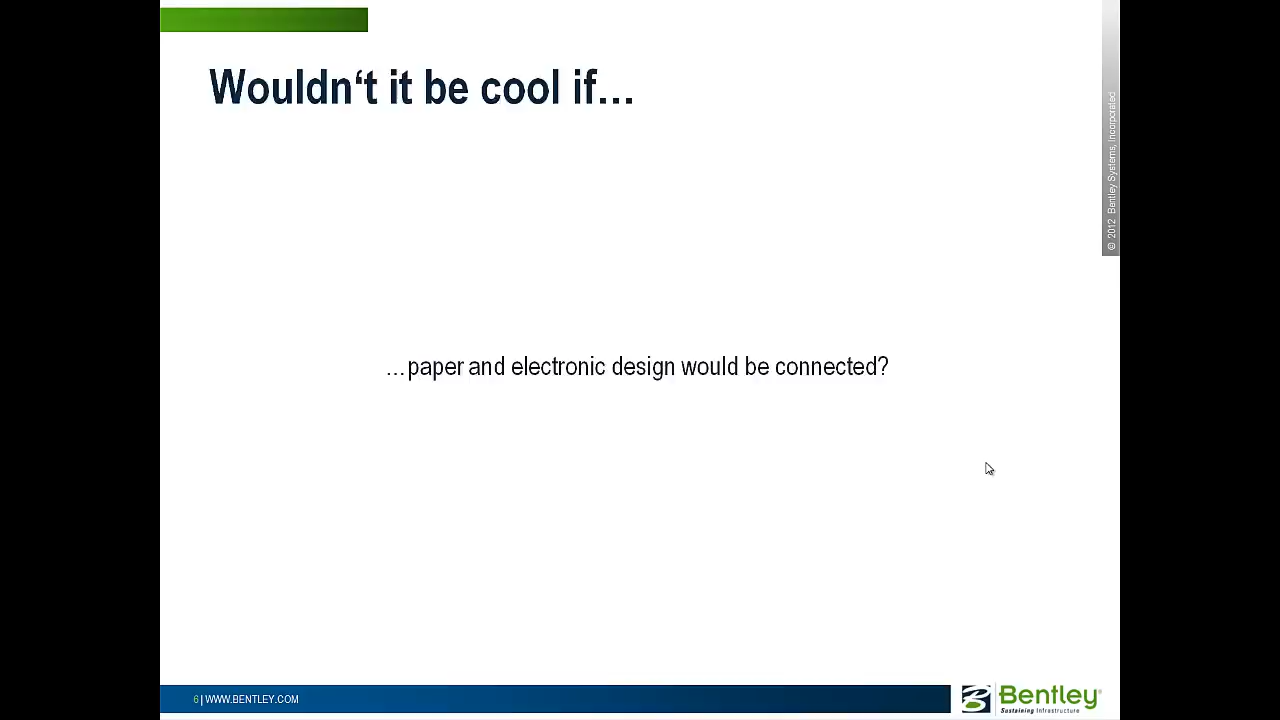 Wouldn‘t it be cool if…
© 2012 Bentley Systems, Incorporated
…paper and electronic design would be connected?
6 | WWW.BENTLEY.COM
Bentley®
Sustaining Infrastructure